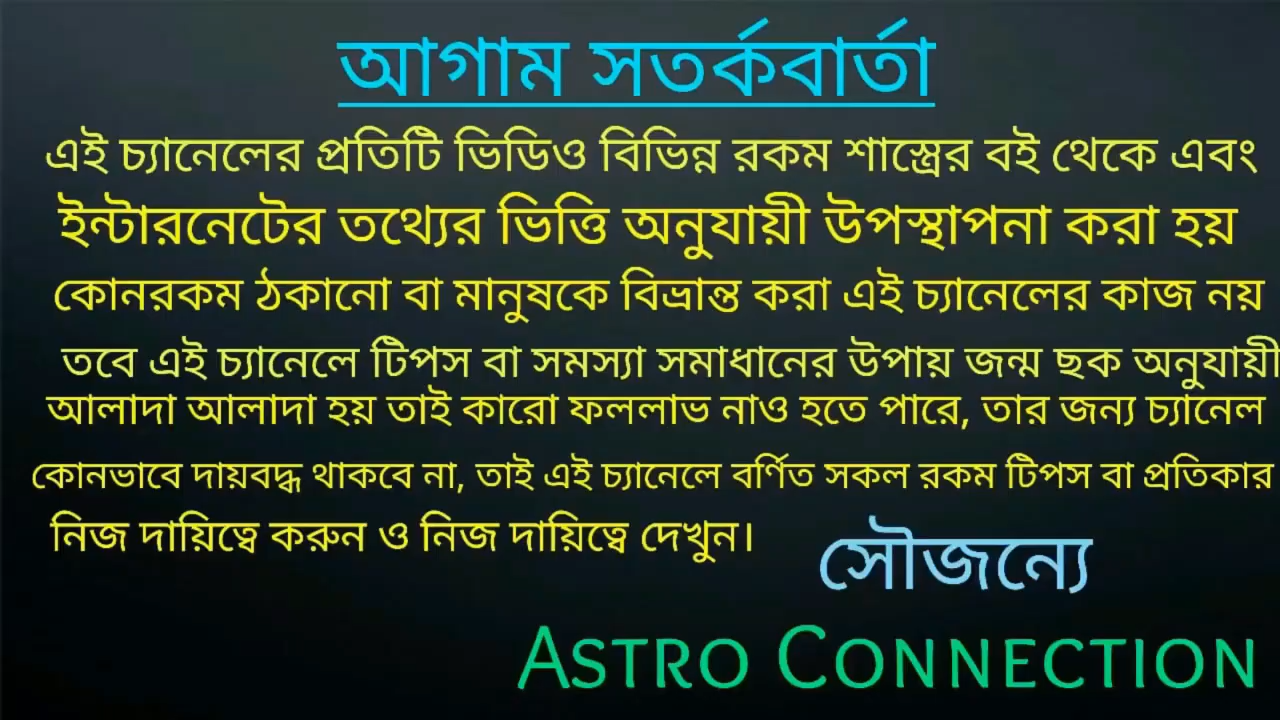 আগাম সতর্কবার্তা
এই চ্যানেলের প্রতিটি ভিডিও বিভিন্ন রকম শাস্ত্রের বই থেকে এবং
ইন্টারনেটের তথ্যের ভিত্তি অনুযায়ী উপস্থাপনা করা হয়
কোনরকম ঠকানো বা মানুষকে বিভ্রান্ত করা এই চ্যানেলের কাজ নয়
তবে এই চ্যানেলে টিপস বা সমস্যা সমাধানের উপায় জন্ম ছক অনুযায়ী
আলাদা আলাদা হয় তাই কারো ফললাভ নাও হতে পারে, তার জন্য চ্যানেল
কোনভাবে দায়বদ্ধ থাকবে না, তাই এই চ্যানেলে বর্ণিত সকল রকম টিপস বা প্রতিকার
নিজ দায়িত্বে করুন ও নিজ দায়িত্বে দেখুন।
সৌজন্যে
ASTRO CONNECTION